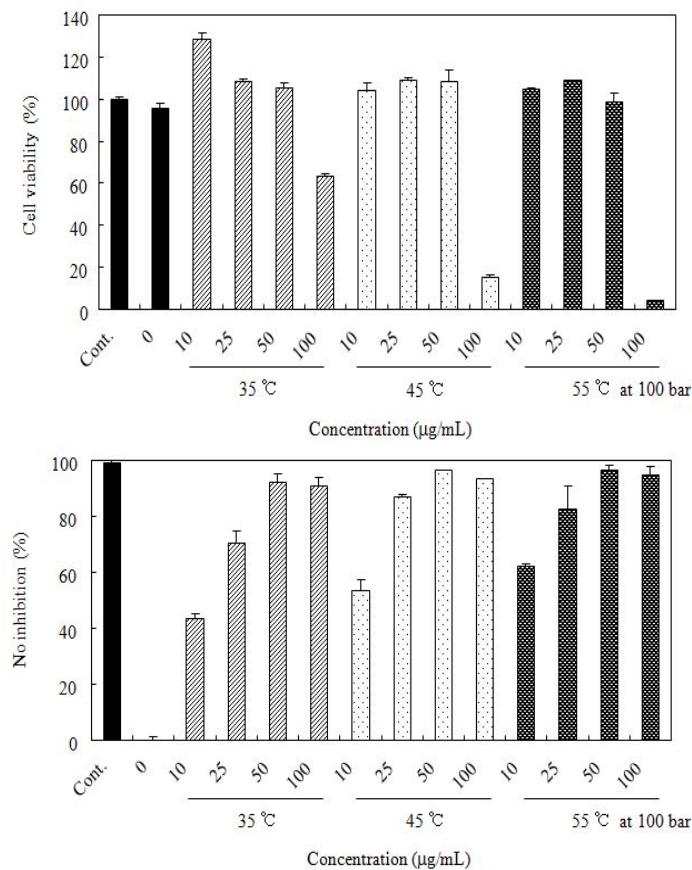 140
120
100
80
60
40
20
0
Cell viability (%)
Cont. 0 10 25 50 100 10 25 50 100 10 25 50 100
35 ℃ 45 ℃ 55 ℃ at 100 bar
Concentration (μg/mL)
100
80
60
40
20
0
No inhibition (%)
Cont. 0 10 25 50 100 10 25 50 100 10 25 50 100
35 ℃ 45 ℃ 55 ℃ at 100 bar
Concentration (μg/mL)